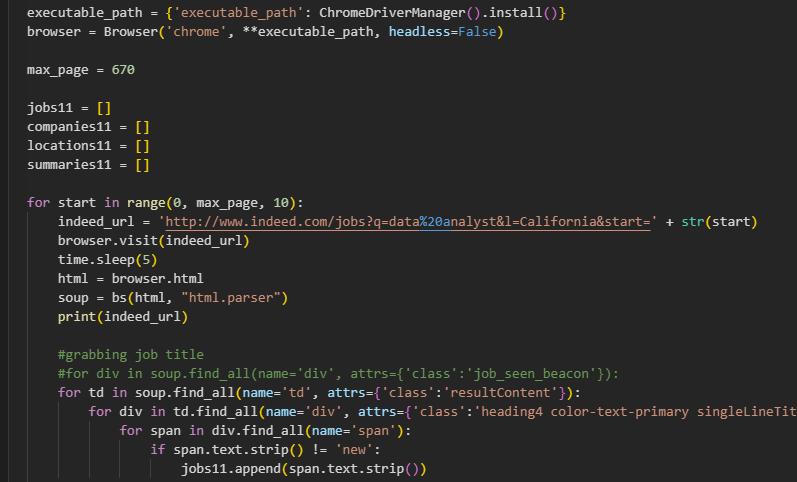 executable_path = {'executable_path': ChromeDriverManager().install()}
browser = Browser('chrome', **executable_path, headless=False)
max_page = 670
jobs11 = []
companies11 = []
locations11 = []
summaries11 = []
for start in range(0, max_page, 10):
indeed_url = 'http://www.indeed.com/jobs?q=data%20analyst&l=California&start=' + str(start)
browser.visit(indeed_url)
time.sleep(5)
html = browser.html
soup = bs(html, "html.parser")
print(indeed_url)
#grabbing job title
#for div in soup.find_all(name='div', attrs={'class':'job_seen_beacon'}):
for td in soup.find_all(name='td', attrs={'class':'resultContent'}):
for div in td.find_all(name='div', attrs={'class':'heading4 color-text-primary singleLineTit
for span in div.find_all(name='span'):
if span.text.strip() != 'new':
jobs11.append(span.text.strip())